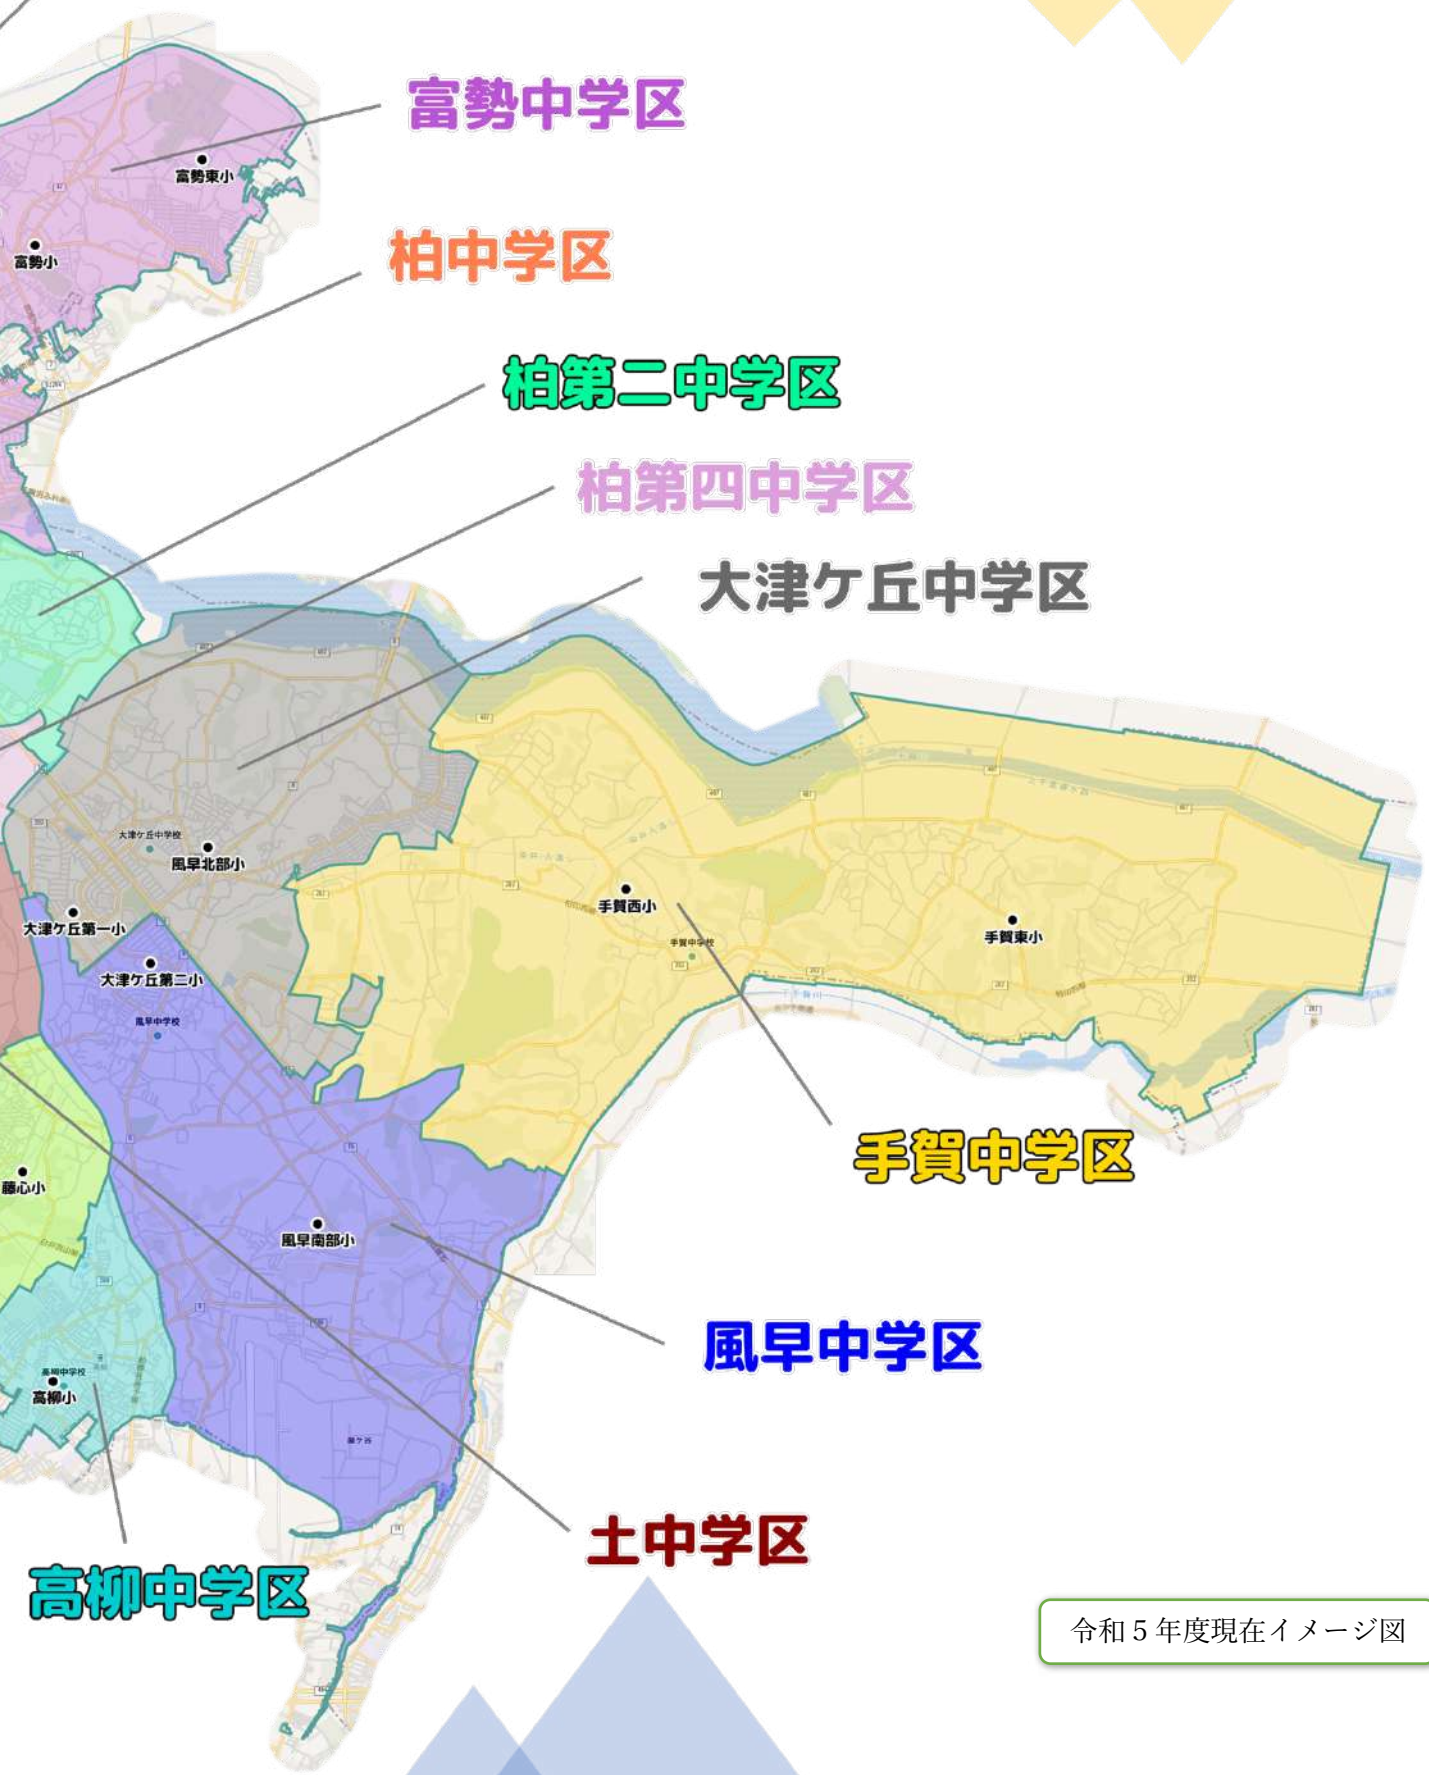 富勢中学区
富勢東小
柏中学区
富勢小
柏第二中学区
柏第四中学区
大津ケ丘中学区
大津ケ丘中学校
風早北部小
手賀西小
大津ケ丘第一小
手賀東小
手賀中学校
大津ケ丘第二小
風早中学校
手賀中学区
藤心小
風早南部小
風早中学区
高柳中学校
高柳小
藤ケ谷
土中学区
高柳中学区
令和５年度現在イメージ図